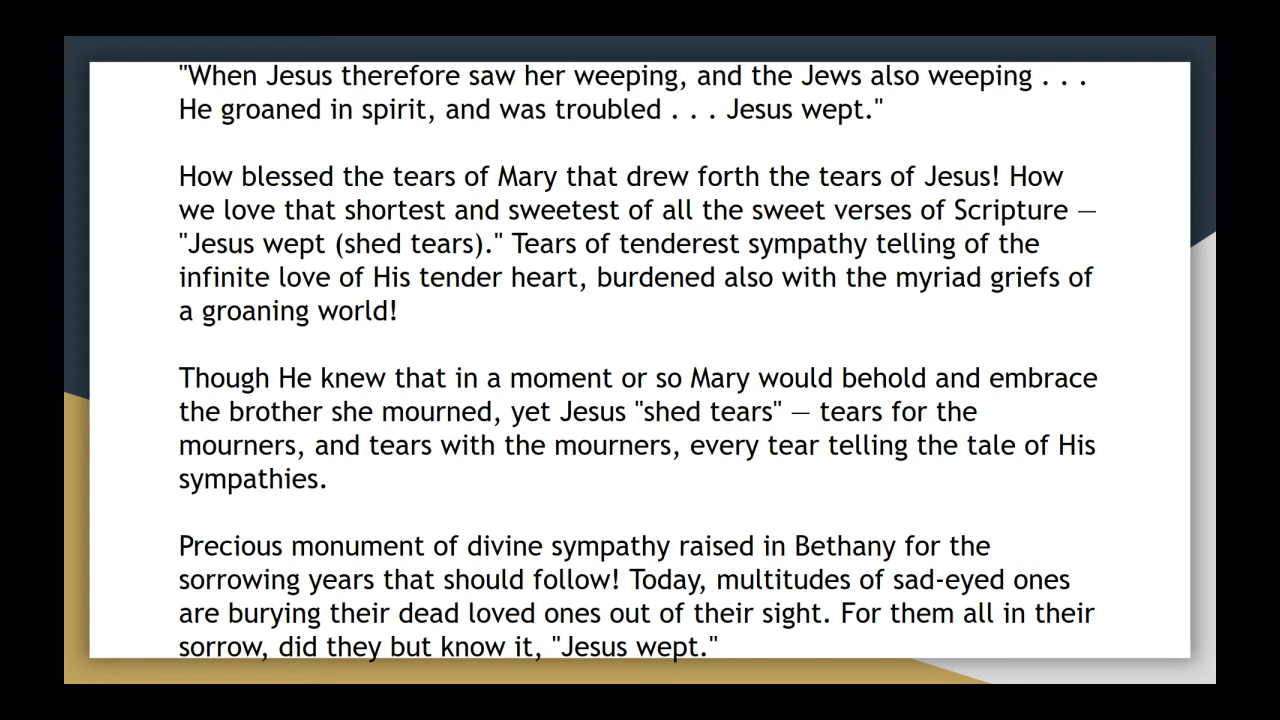 "When Jesus therefore saw her weeping, and the Jews also weeping . . .
He groaned in spirit, and was troubled . . . Jesus wept."
How blessed the tears of Mary that drew forth the tears of Jesus! How
we love that shortest and sweetest of all the sweet verses of Scripture —
"Jesus wept (shed tears)." Tears of tenderest sympathy telling of the
infinite love of His tender heart, burdened also with the myriad griefs of
a groaning world!
Though He knew that in a moment or so Mary would behold and embrace
the brother she mourned, yet Jesus "shed tears" — tears for the
mourners, and tears with the mourners, every tear telling the tale of His
sympathies.
Precious monument of divine sympathy raised in Bethany for the
sorrowing years that should follow! Today, multitudes of sad-eyed ones
are burying their dead loved ones out of their sight. For them all in their
sorrow, did they but know it, "Jesus wept."